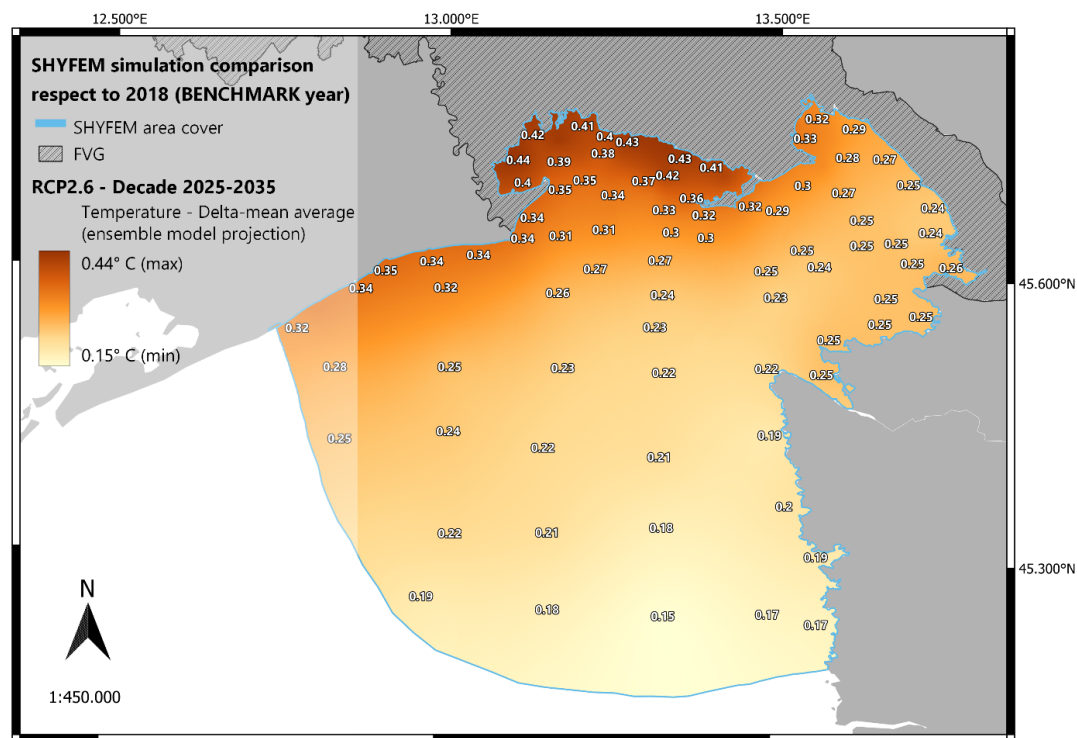 12.500°E 13.000°E 13.500°E
SHYFEM simulation comparison
respect to 2018 (BENCHMARK year)
SHYFEM area cover
FVG
RCP2.6 - Decade 2025-2035
Temperature - Delta-mean average
(ensemble model projection)
0.44° C (max)
0.15° C (min)
0.41 0.32
0.42 0.4 0.43 0.33 0.29
0.44 0.39 0.38 0.43 0.41 0.28 0.27
0.4 0.35 0.35 0.37 0.42 0.3 0.25
0.34 0.36 0.27
0.34 0.33 0.32 0.32 0.29 0.25 0.24
0.34 0.31 0.31 0.3 0.3 0.25 0.25 0.25 0.24
0.35 0.34 0.34 0.27 0.27 0.25 0.24 0.25 0.26
45.600°N
0.34 0.32 0.26 0.24 0.23 0.25
0.32 0.23 0.25 0.25 0.25
0.28 0.25 0.23 0.22 0.22 0.25
0.25 0.24 0.22 0.21 0.19
0.2
0.22 0.21 0.18 0.19
45.300°N
0.19 0.18 0.15 0.17 0.17
N
1:450.000